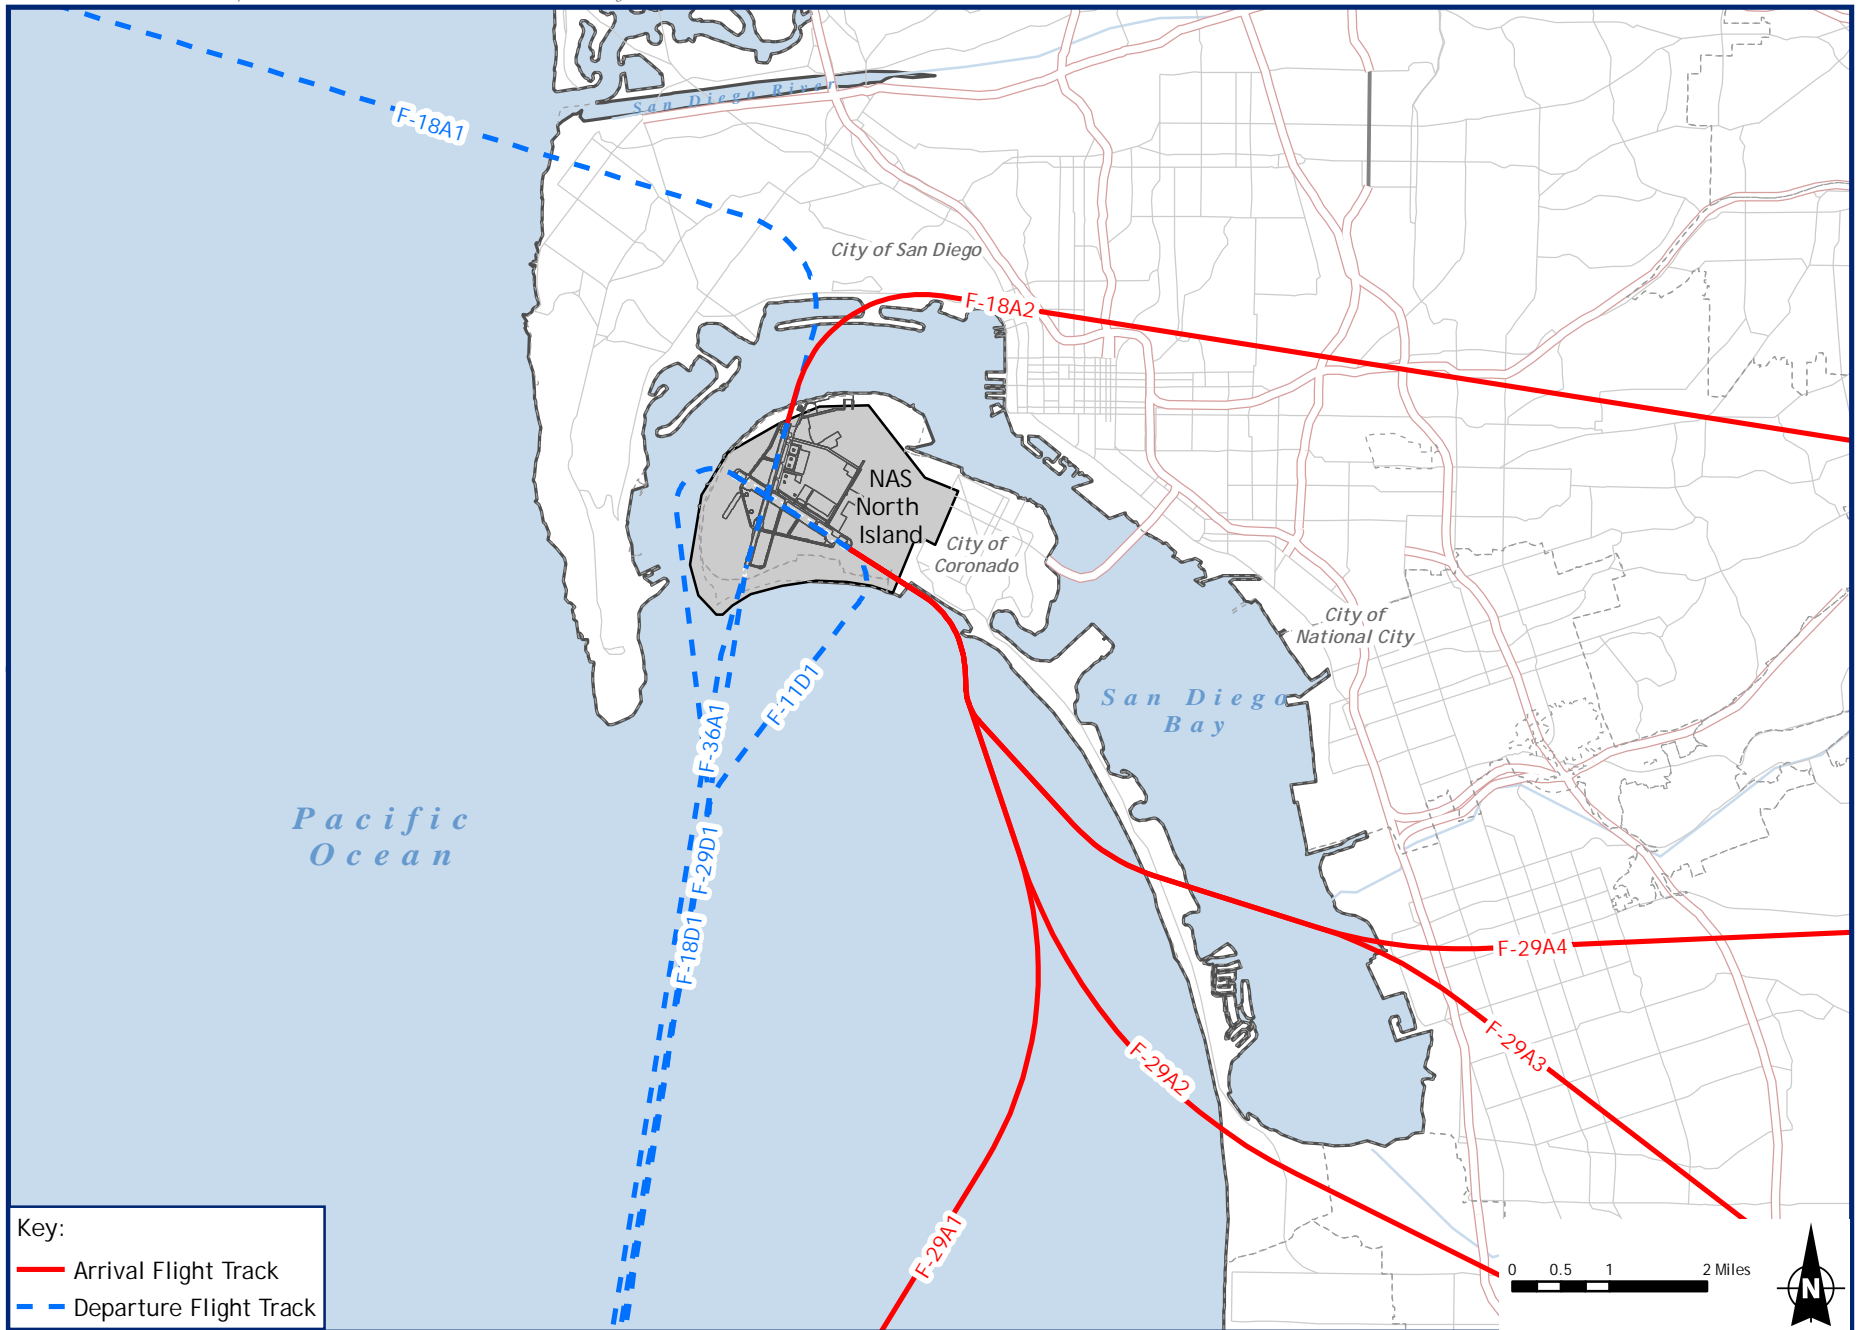 San Diego River
F-18A1
City of San Diego
F-18A2
NAS
North
Island
City of
Coronado
City of
National City
San Diego
Bay
F-11D1
F-36A1
Pacific
Ocean
F-29D1
F-18D1
F-29A4
F-29A3
F-29A2
F-29A1
Key:
Arrival Flight Track
Departure Flight Track
0 0.5 1 2 Miles
N